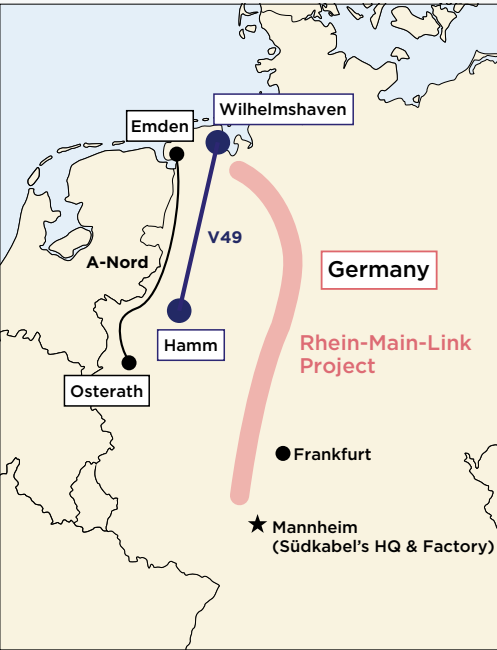 Wilhelmshaven
Emden
V49
A-Nord
Germany
Hamm
Rhein-Main-Link
Project
Osterath
Frankfurt
Mannheim
(Südkabel's HQ & Factory)